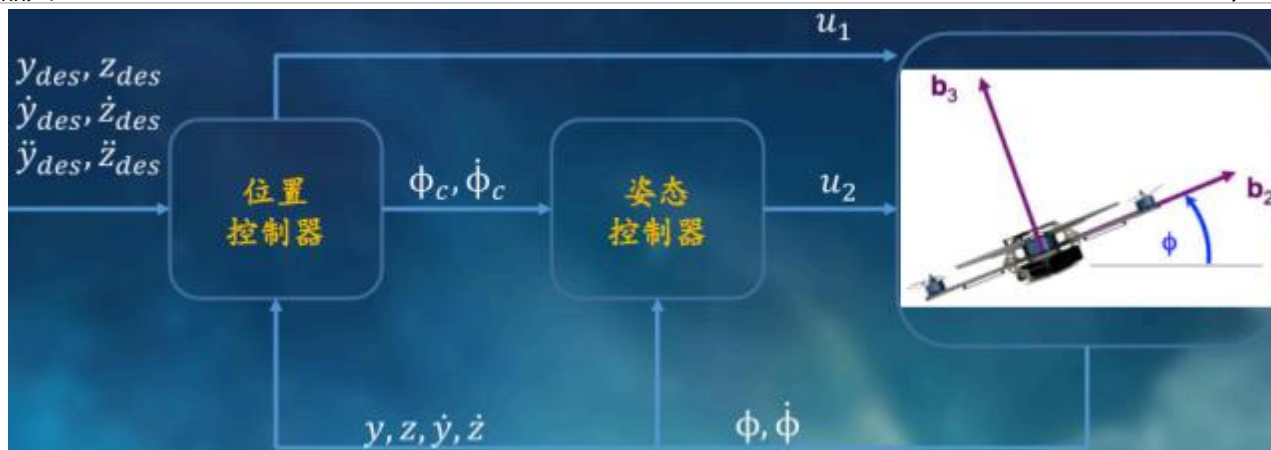 u₁
y_des, z_des
ẏ_des, ż_des
ÿ_des, z̈_des
位置
控制器
ϕ_c, ϕ̇_c
姿态
控制器
u₂
b₃
b₂
ϕ
y, z, ẏ, ż
ϕ, ϕ̇